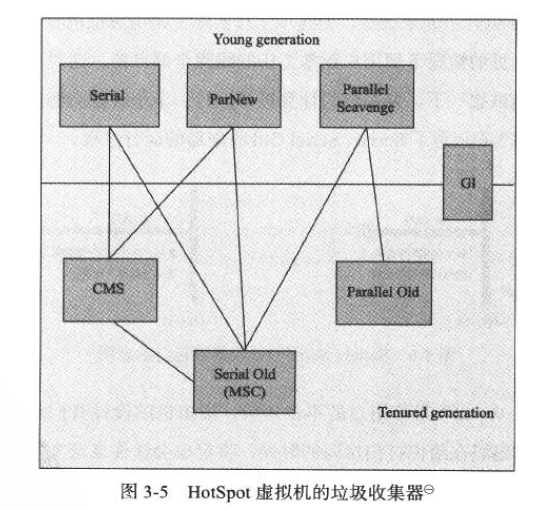 Young generation
Serial
ParNew
Parallel
Scavenge
G1
CMS
Parallel Old
Serial Old
(MSC)
Tenured generation
图 3-5 HotSpot 虚拟机的垃圾收集器㊀